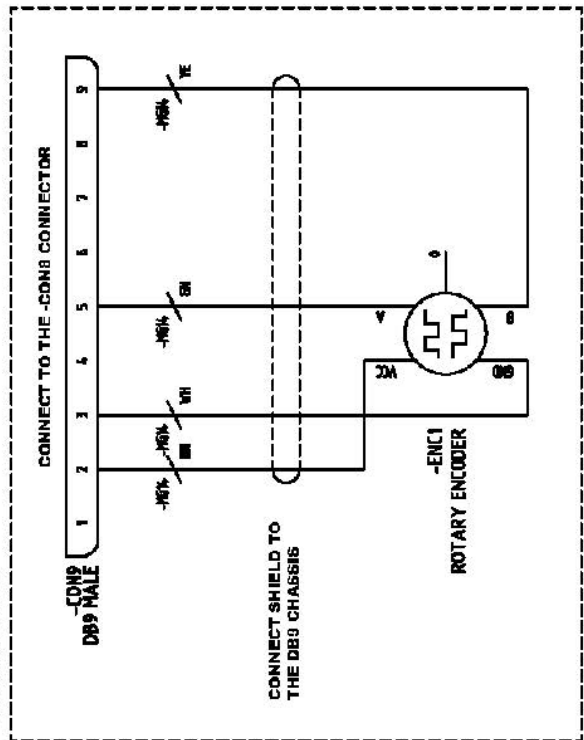 CONNECT TO THE -CON8 CONNECTOR
-CON9
DB9 MALE
1
2
3
4
5
6
7
8
9
WH
GN
YE
CONNECT SHIELD TO
THE DB9 CHASSIS
VCC
A
0
GND
B
-ENC1
ROTARY ENCODER